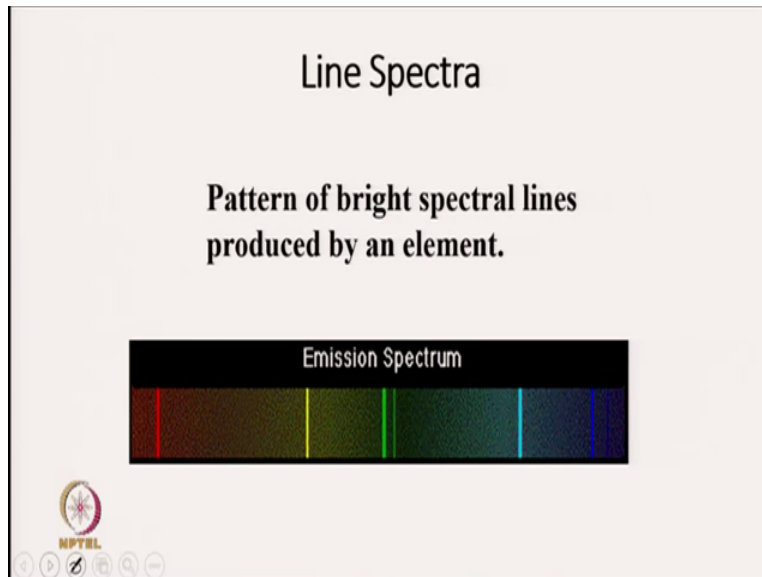 Line Spectra
Pattern of bright spectral lines
produced by an element.
Emission Spectrum
NPTEL